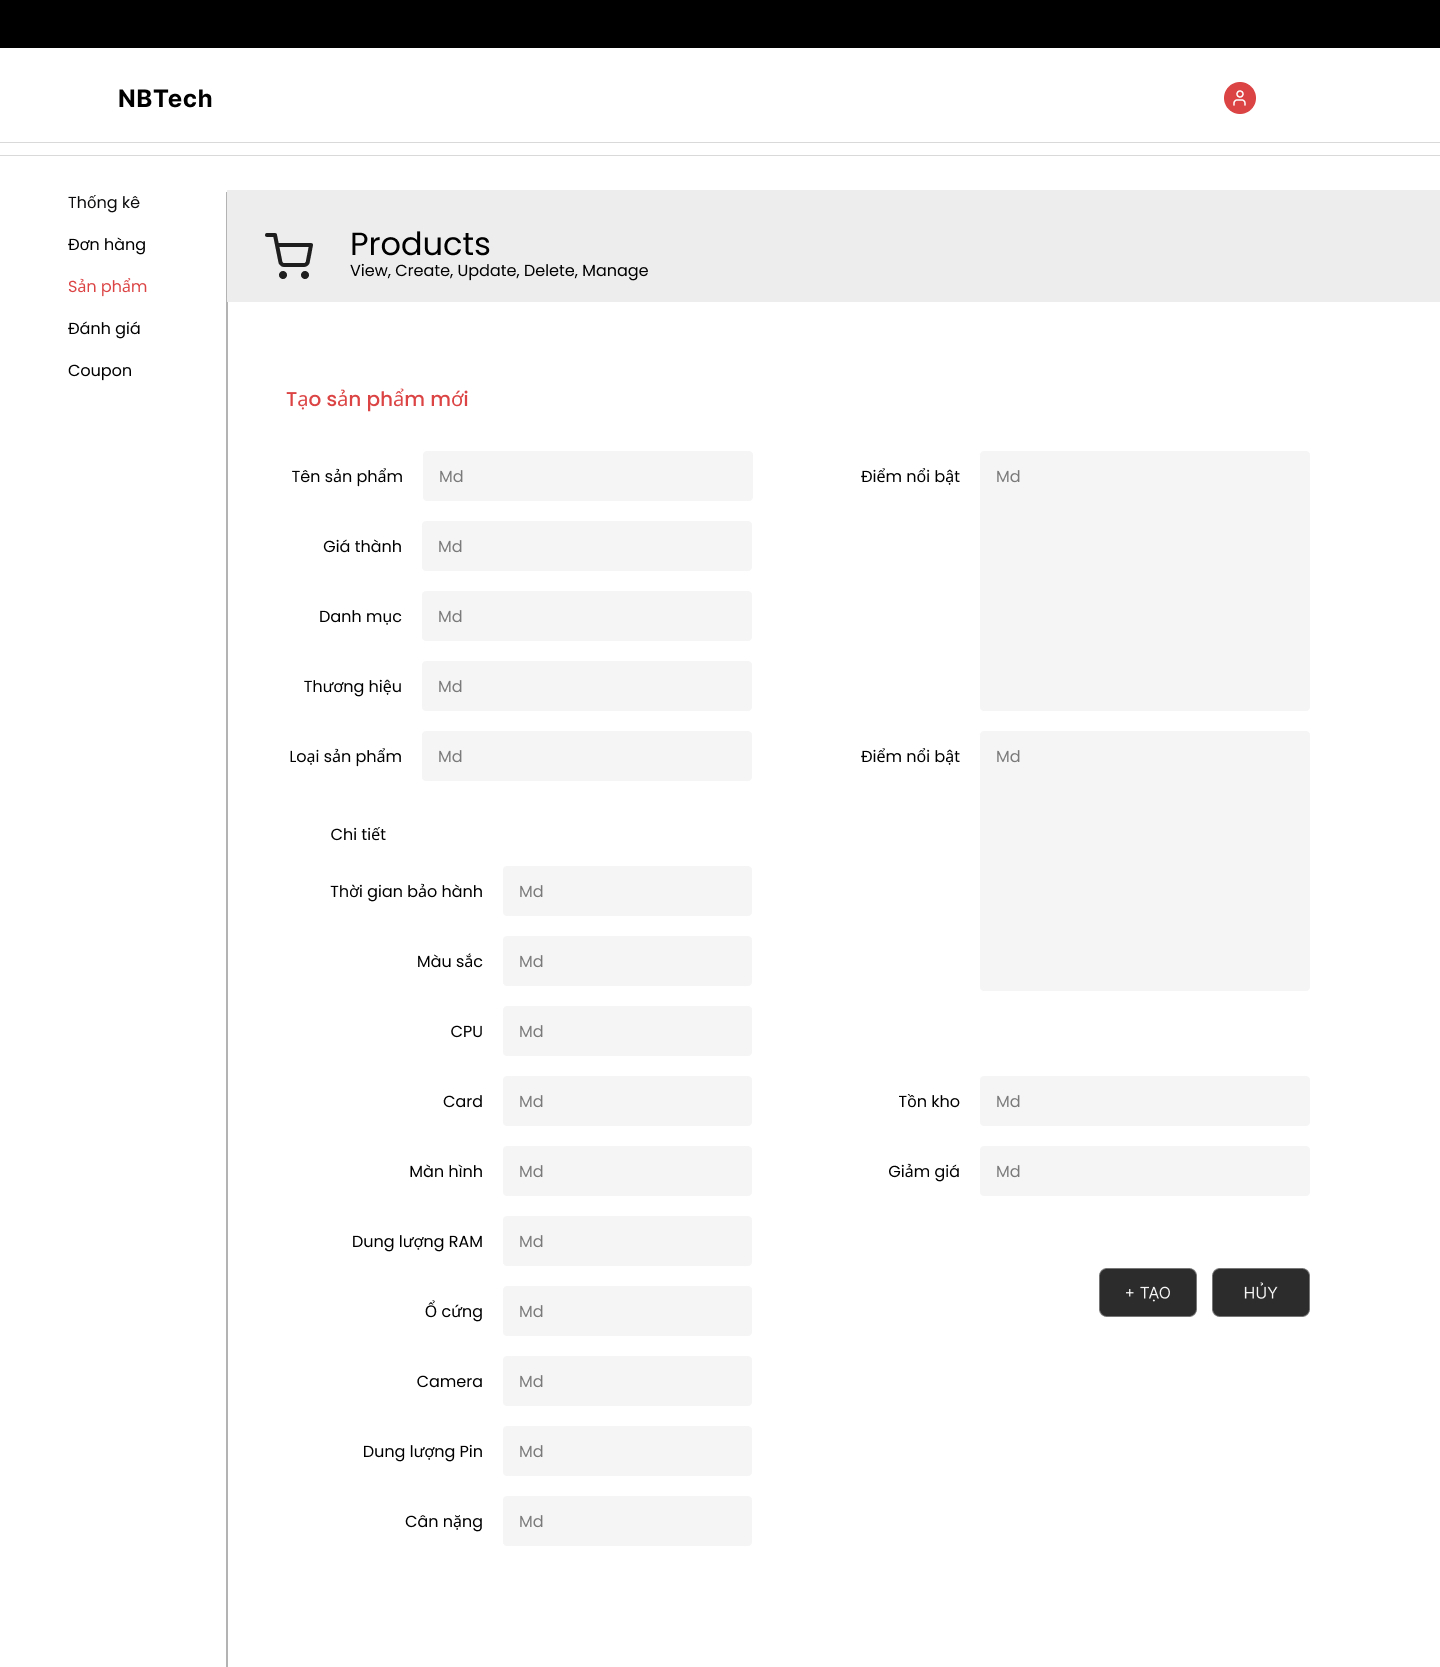 NBTech
Thống kê
Đơn hàng
Sản phẩm
Đánh giá
Coupon
Products
View, Create, Update, Delete, Manage
Tạo sản phẩm mới
Tên sản phẩm Md
Giá thành Md
Danh mục Md
Thương hiệu Md
Loại sản phẩm Md
Chi tiết
Thời gian bảo hành Md
Màu sắc Md
CPU Md
Card Md
Màn hình Md
Dung lượng RAM Md
Ổ cứng Md
Camera Md
Dung lượng Pin Md
Cân nặng Md
Điểm nổi bật Md
Điểm nổi bật Md
Tồn kho Md
Giảm giá Md
+ TẠO
HỦY